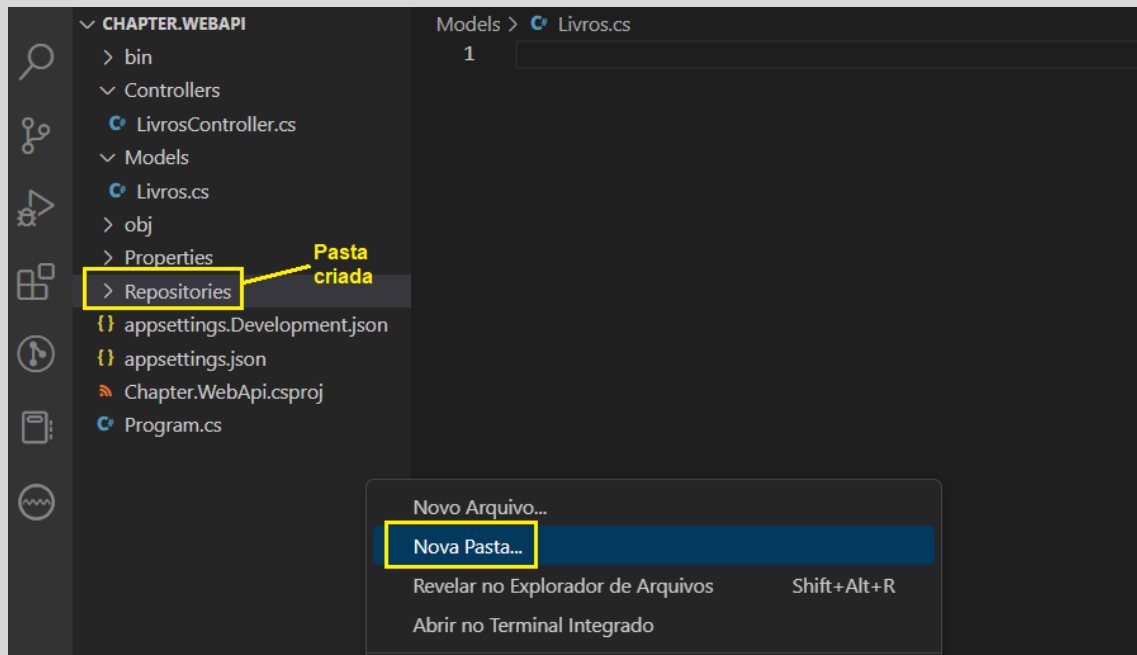 CHAPTER.WEBAPI
bin
Controllers
C# LivrosController.cs
Models
C# Livros.cs
obj
Properties
Repositories
{} appsettings.Development.json
{} appsettings.json
Chapter.WebApi.csproj
C# Program.cs
Pasta
criada
Models > C# Livros.cs
1
Novo Arquivo...
Nova Pasta...
Revelar no Explorador de Arquivos Shift+Alt+R
Abrir no Terminal Integrado